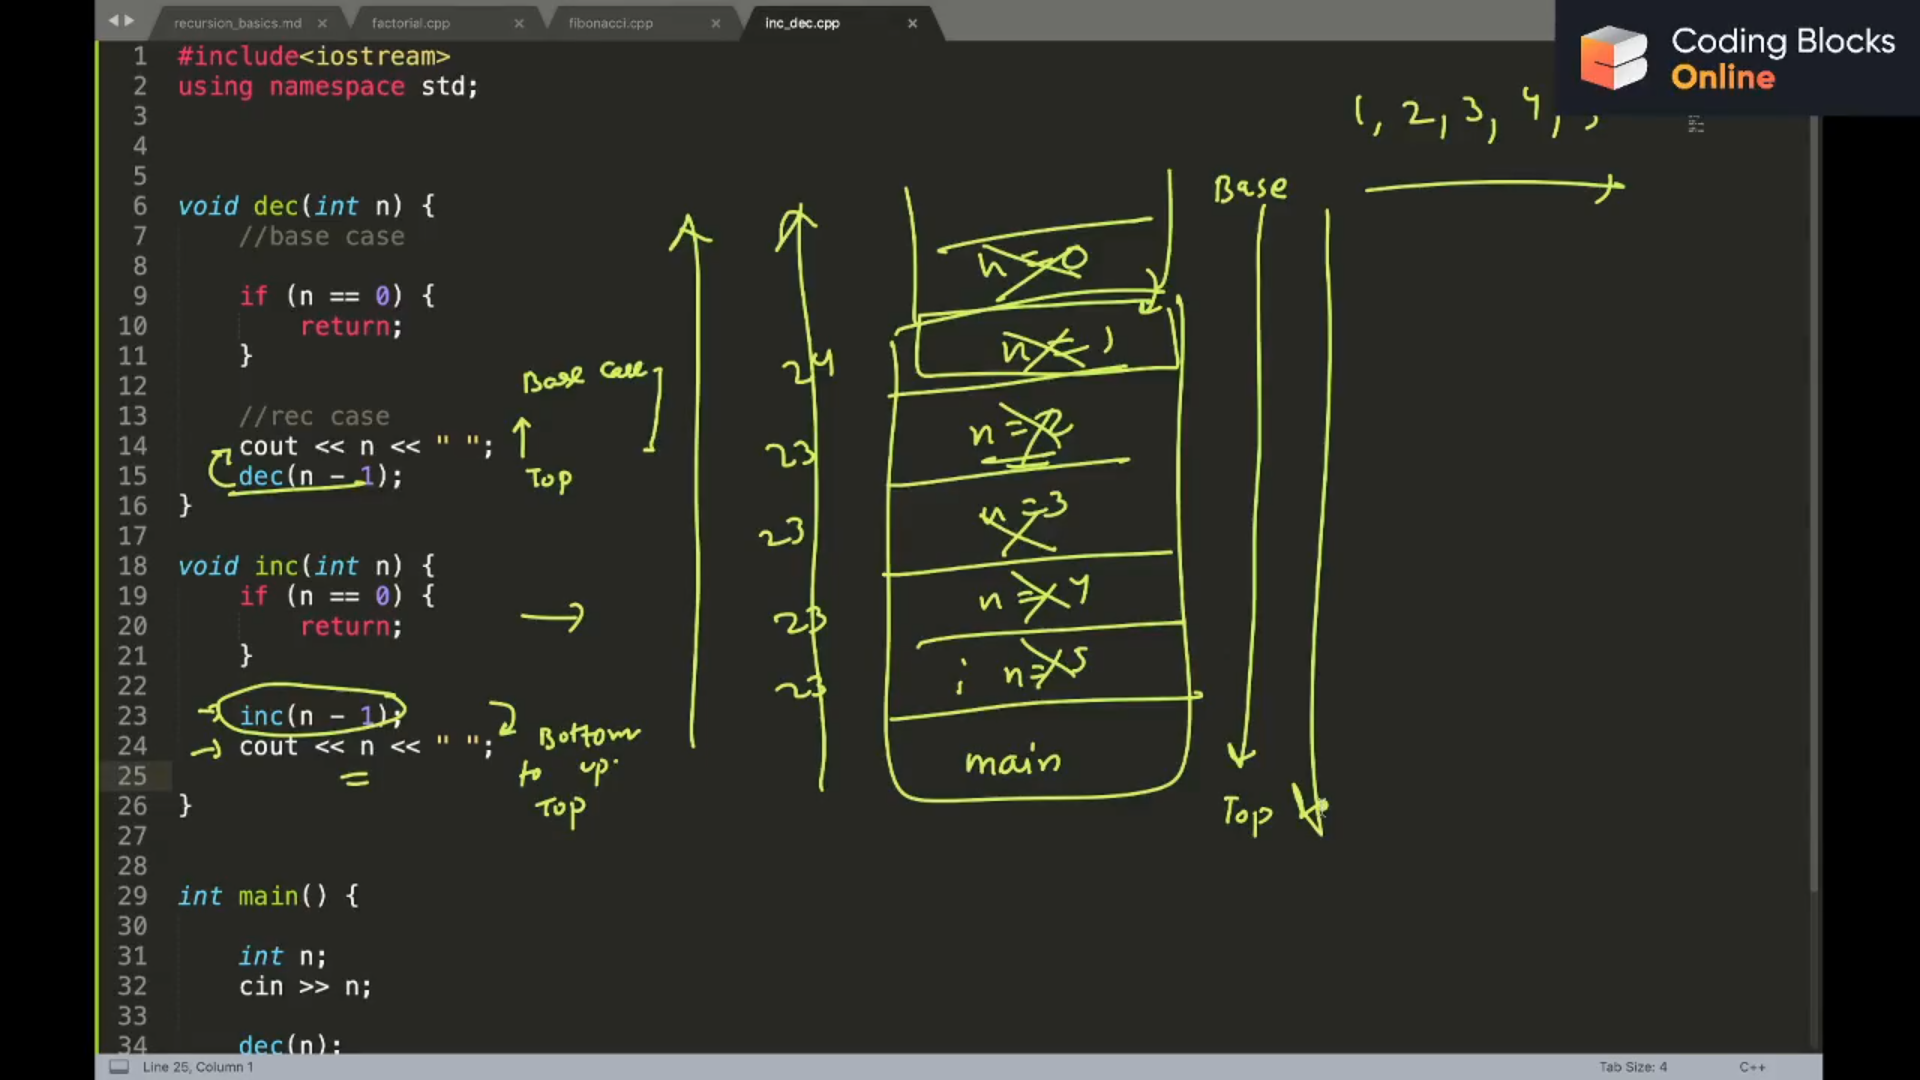 recursion_basics.md × factorial.cpp × fibonacci.cpp × inc_dec.cpp ×
Coding Blocks
Online
1 #include<iostream>
2 using namespace std;
3
4
5
6 void dec(int n) {
7 //base case
8
9 if (n == 0) {
10 return;
11 }
12
13 //rec case
14 cout << n << " ";
15 dec(n - 1);
16 }
17
18 void inc(int n) {
19 if (n == 0) {
20 return;
21 }
22
23 inc(n - 1);
24 cout << n << " ";
25
26 }
27
28
29 int main() {
30
31 int n;
32 cin >> n;
33
34 dec(n);
Base Case
Top
Bottom
to up.
Top
24
23
23
23
23
n=0
n=1
n=2
n=3
n=4
n=5
main
Base
Top
1, 2, 3, 4, 5
Line 25, Column 1
Tab Size: 4
C++